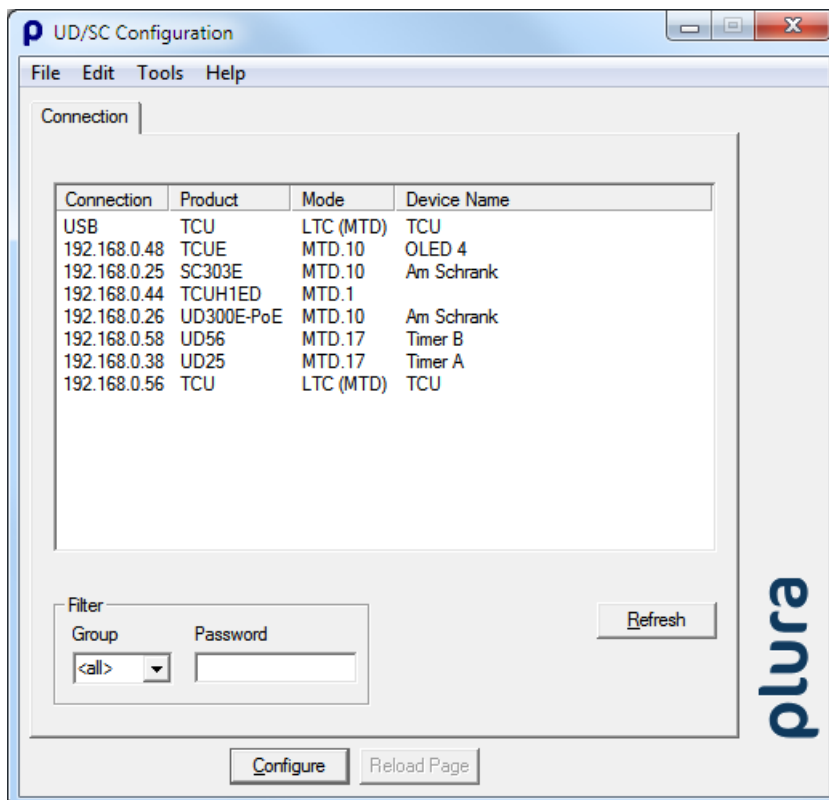 UD/SC Configuration
File Edit Tools Help
Connection
Connection Product Mode Device Name
USB TCU LTC (MTD) TCU
192.168.0.48 TCUE MTD.10 OLED 4
192.168.0.25 SC303E MTD.10 Am Schrank
192.168.0.44 TCUH1ED MTD.1
192.168.0.26 UD300E-PoE MTD.10 Am Schrank
192.168.0.58 UD56 MTD.17 Timer B
192.168.0.38 UD25 MTD.17 Timer A
192.168.0.56 TCU LTC (MTD) TCU
Filter
Group Password
<all>
Refresh
Configure Reload Page
plura